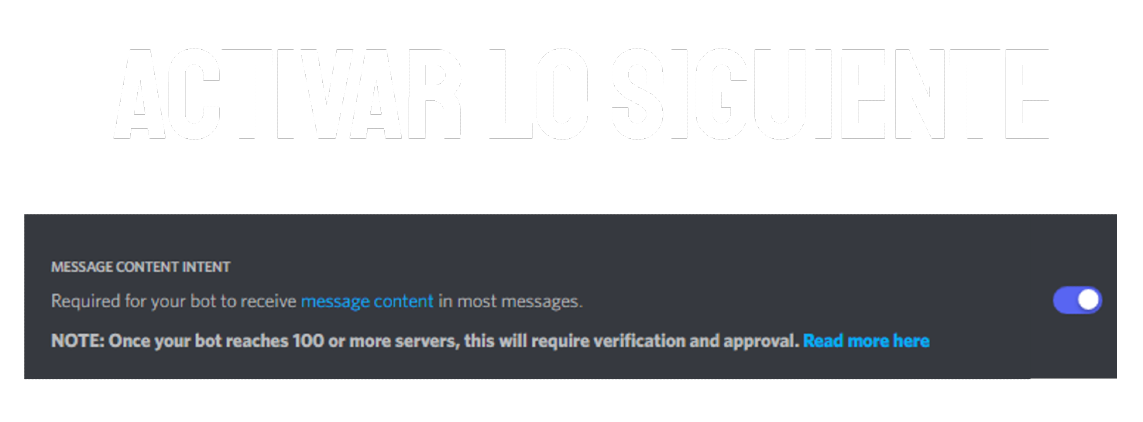 ACTIVAR LO SIGUIENTE
MESSAGE CONTENT INTENT
Required for your bot to receive message content in most messages.
NOTE: Once your bot reaches 100 or more servers, this will require verification and approval. Read more here